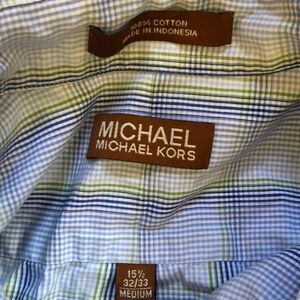 100% COTTON
MADE IN INDONESIA
MICHAEL
MICHAEL KORS
15½
32/33
MEDIUM